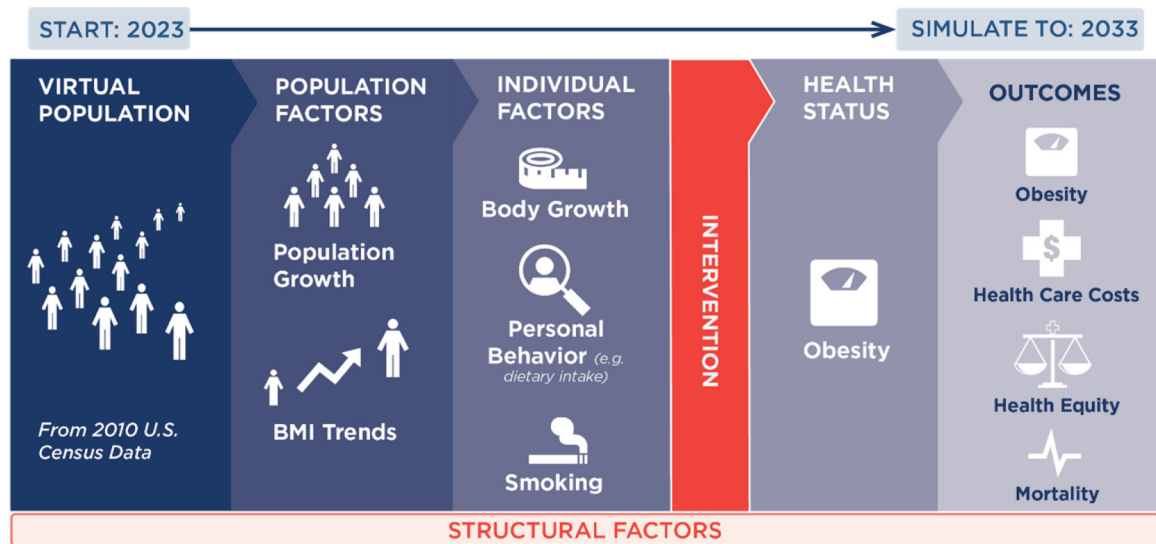 START: 2023
SIMULATE TO: 2033
VIRTUAL
POPULATION
From 2010 U.S.
Census Data
POPULATION
FACTORS
Population
Growth
BMI Trends
INDIVIDUAL
FACTORS
Body Growth
Personal
Behavior (e.g.
dietary intake)
Smoking
INTERVENTION
HEALTH
STATUS
Obesity
OUTCOMES
Obesity
$
Health Care Costs
Health Equity
Mortality
STRUCTURAL FACTORS